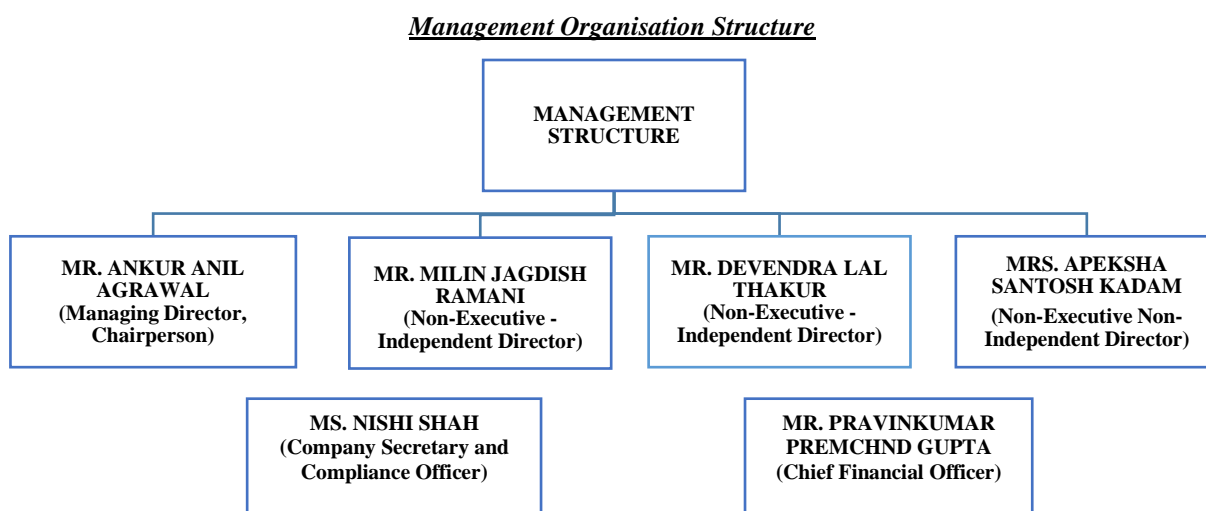 Management Organisation Structure
MANAGEMENT
STRUCTURE
MR. ANKUR ANIL
AGRAWAL
(Managing Director,
Chairperson)
MR. MILIN JAGDISH
RAMANI
(Non-Executive -
Independent Director)
MR. DEVENDRA LAL
THAKUR
(Non-Executive -
Independent Director)
MRS. APEKSHA
SANTOSH KADAM
(Non-Executive Non-
Independent Director)
MS. NISHI SHAH
(Company Secretary and
Compliance Officer)
MR. PRAVINKUMAR
PREMCHND GUPTA
(Chief Financial Officer)